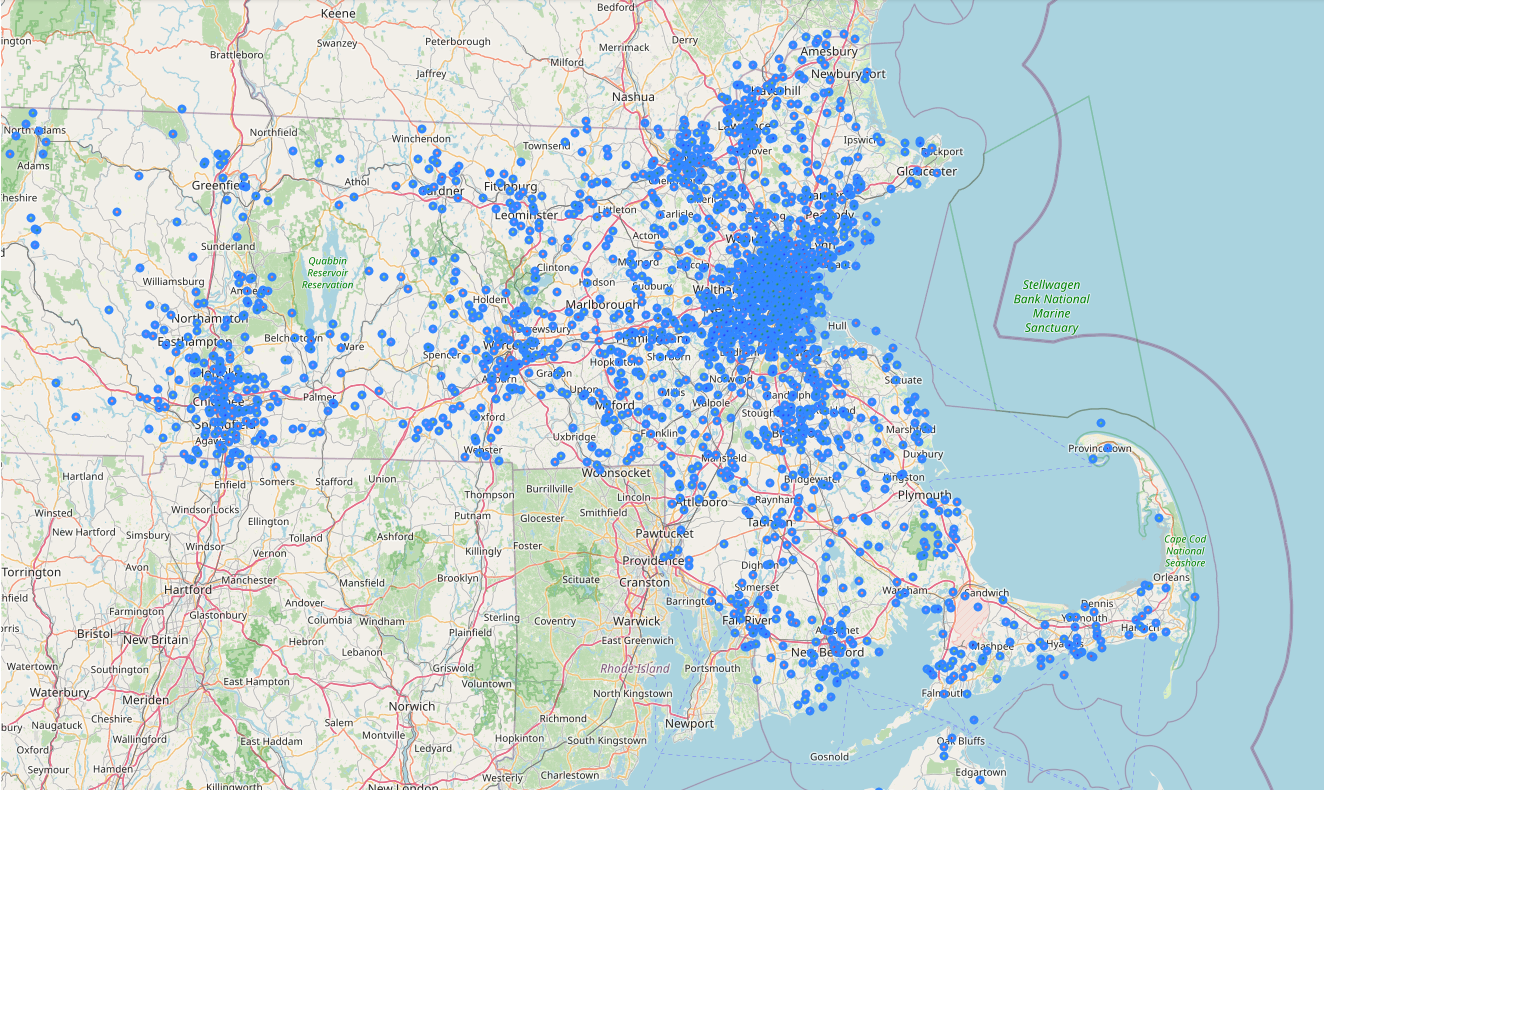 Bedford
Keene
Brattleboro
Swanzey
Peterborough
Merrimack
Derry
Amesbury
Milford
Jaffrey
Newburyport
Nashua
Haverhill
Northfield
North Adams
Winchendon
Townsend
Ipswich
Rockport
Adams
Athol
Gloucester
Greenfield
Gardner
Fitchburg
Leominster
Littleton
Carlisle
Peabody
Acton
Lynn
Sunderland
Quabbin
Reservoir
Reservation
Clinton
Maynard
Lincoln
Williamsburg
Hudson
Sudbury
Stellwagen
Bank National
Marine
Sanctuary
Holden
Marlborough
Northampton
Hull
Easthampton
Belchertown
Ware
Spencer
Worcester
Sherborn
Hopkinton
Grafton
Auburn
Norwood
Scituate
Upton
Millis
Palmer
Milford
Walpole
Chicopee
Springfield
Oxford
Marshfield
Uxbridge
Franklin
Webster
Duxbury
Provincetown
Mansfield
Hartland
Enfield
Somers
Stafford
Union
Woonsocket
Bridgewater
Kingston
Thompson
Burrillville
Lincoln
Attleboro
Raynham
Plymouth
Winsted
Windsor Locks
Ellington
Putnam
Glocester
Smithfield
Taunton
New Hartford
Simsbury
Tolland
Ashford
Pawtucket
Cape Cod
National
Seashore
Windsor
Vernon
Killingly
Foster
Providence
Avon
Torrington
Manchester
Mansfield
Brooklyn
Scituate
Cranston
Somerset
Orleans
Hartford
Wareham
Sandwich
Andover
Barrington
Dennis
Farmington
Glastonbury
Columbia
Windham
Sterling
Coventry
Warwick
Fall River
Yarmouth
Harwich
Bristol
New Britain
Hebron
Plainfield
East Greenwich
Acushnet
Hyannis
Mashpee
Lebanon
New Bedford
Watertown
Southington
Griswold
Rhode Island
Portsmouth
East Hampton
Voluntown
Waterbury
Meriden
Norwich
North Kingstown
Falmouth
Cheshire
Salem
Richmond
Newport
Naugatuck
Wallingford
East Haddam
Montville
Hopkinton
South Kingstown
Oak Bluffs
Oxford
Ledyard
Gosnold
Seymour
Hamden
Westerly
Charlestown
Edgartown
Killingworth
New London